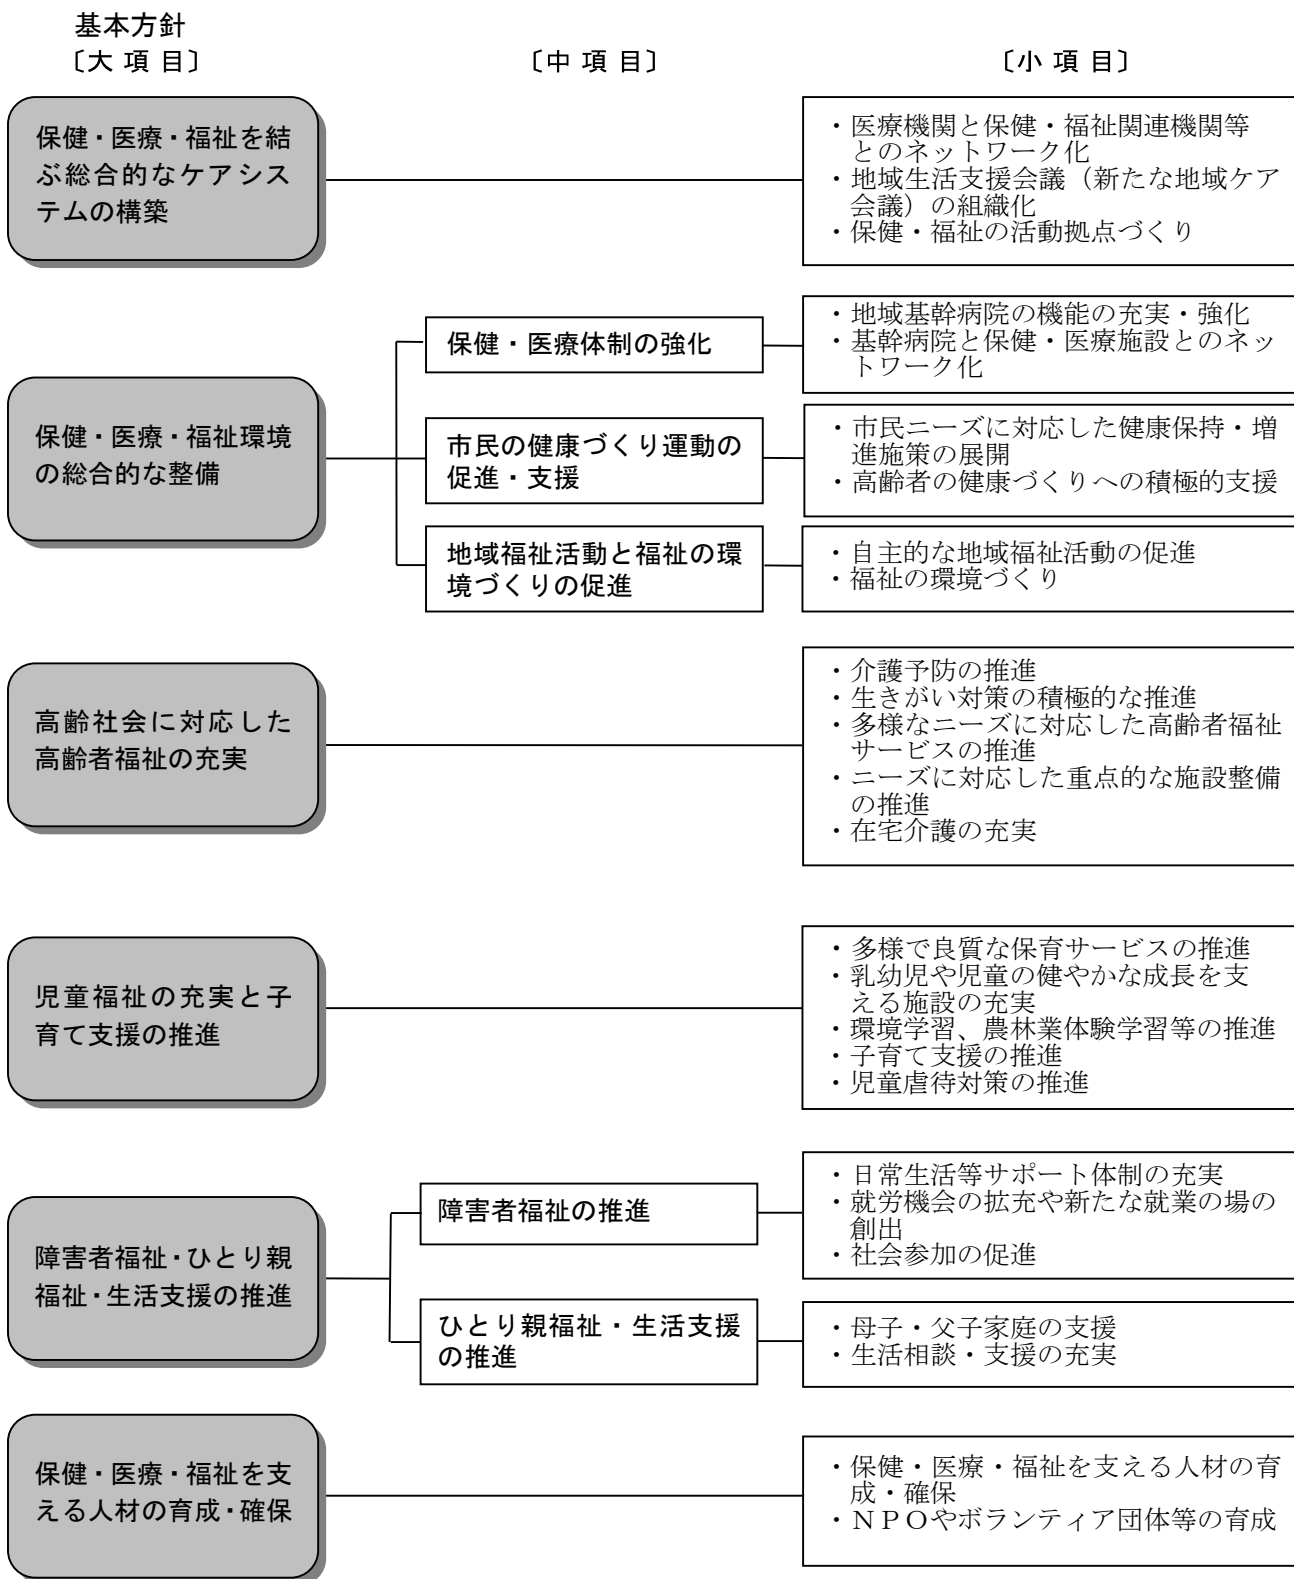 基本方針
〔大 項 目〕
〔中 項 目〕
〔小 項 目〕
保健・医療・福祉を結
ぶ総合的なケアシス
テムの構築
・医療機関と保健・福祉関連機関等
とのネットワーク化
・地域生活支援会議（新たな地域ケア
会議）の組織化
・保健・福祉の活動拠点づくり
保健・医療・福祉環境
の総合的な整備
保健・医療体制の強化
・地域基幹病院の機能の充実・強化
・基幹病院と保健・医療施設とのネッ
トワーク化
市民の健康づくり運動の
促進・支援
・市民ニーズに対応した健康保持・増
進施策の展開
・高齢者の健康づくりへの積極的支援
地域福祉活動と福祉の環
境づくりの促進
・自主的な地域福祉活動の促進
・福祉の環境づくり
高齢社会に対応した
高齢者福祉の充実
・介護予防の推進
・生きがい対策の積極的な推進
・多様なニーズに対応した高齢者福祉
サービスの推進
・ニーズに対応した重点的な施設整備
の推進
・在宅介護の充実
児童福祉の充実と子
育て支援の推進
・多様で良質な保育サービスの推進
・乳幼児や児童の健やかな成長を支
える施設の充実
・環境学習、農林業体験学習等の推進
・子育て支援の推進
・児童虐待対策の推進
障害者福祉・ひとり親
福祉・生活支援の推進
障害者福祉の推進
・日常生活等サポート体制の充実
・就労機会の拡充や新たな就業の場の
創出
・社会参加の促進
ひとり親福祉・生活支援
の推進
・母子・父子家庭の支援
・生活相談・支援の充実
保健・医療・福祉を支
える人材の育成・確保
・保健・医療・福祉を支える人材の育
成・確保
・ＮＰＯやボランティア団体等の育成